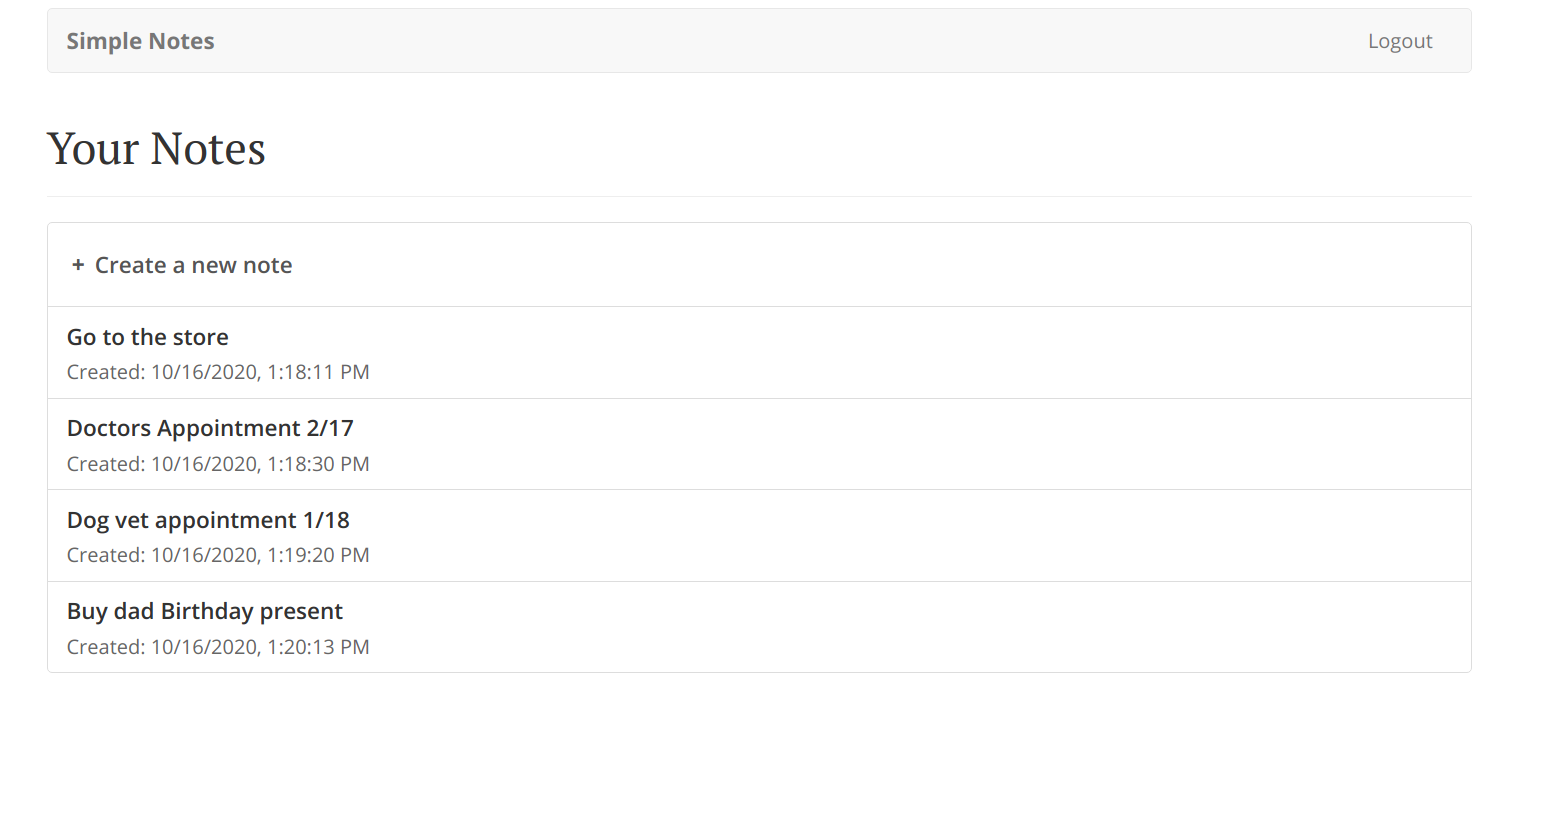 Simple Notes
Logout
Your Notes
+ Create a new note
Go to the store
Created: 10/16/2020, 1:18:11 PM
Doctors Appointment 2/17
Created: 10/16/2020, 1:18:30 PM
Dog vet appointment 1/18
Created: 10/16/2020, 1:19:20 PM
Buy dad Birthday present
Created: 10/16/2020, 1:20:13 PM